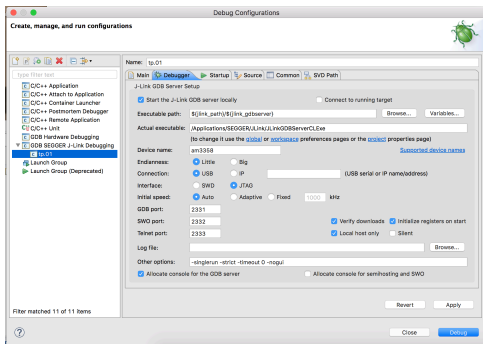 Debug Configurations
Create, manage, and run configurations
type filter text
C/C++ Application
C/C++ Attach to Application
C/C++ Container Launcher
C/C++ Postmortem Debugger
C/C++ Remote Application
C/C++ Unit
GDB Hardware Debugging
GDB SEGGER J-Link Debugging
tp.01
Launch Group
Launch Group (Deprecated)
Filter matched 11 of 11 items
Name: tp.01
Main Debugger Startup Source Common SVD Path
J-Link GDB Server Setup
Start the J-Link GDB server locally Connect to running target
Executable path: ${jlink_path}/${jlink_gdbserver} Browse... Variables...
Actual executable: /Applications/SEGGER/JLink/JLinkGDBServerCLExe
(to change it use the global or workspace preferences pages or the project properties page)
Device name: am3358 Supported device names
Endianness: Little Big
Connection: USB IP (USB serial or IP name/address)
Interface: SWD JTAG
Initial speed: Auto Adaptive Fixed 1000 kHz
GDB port: 2331
SWO port: 2332 Verify downloads Initialize registers on start
Telnet port: 2333 Local host only Silent
Log file: Browse...
Other options: -singlerun -strict -timeout 0 -nogui
Allocate console for the GDB server Allocate console for semihosting and SWO
Revert Apply
Close Debug